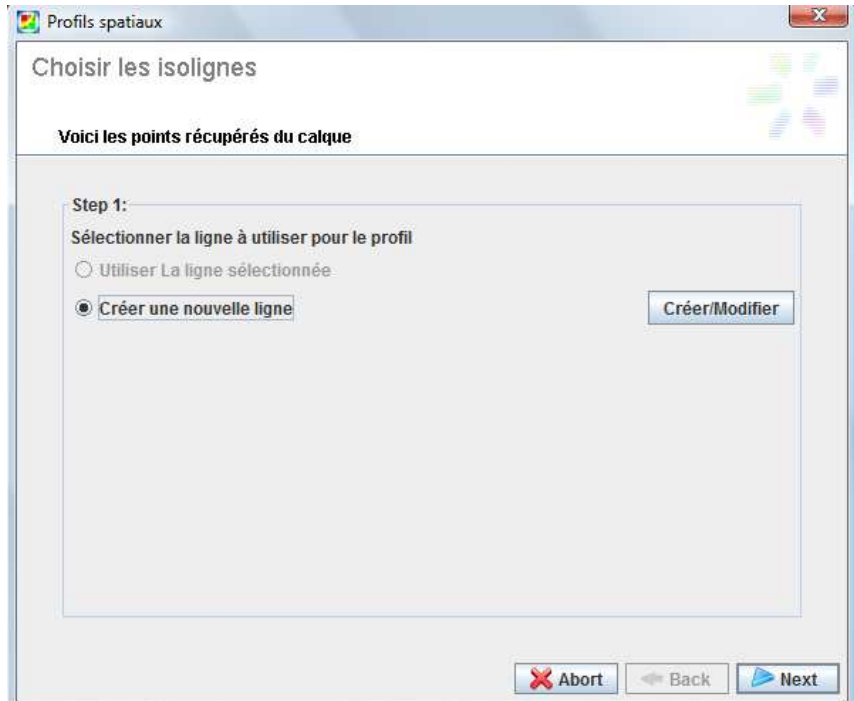 Profils spatiaux
Choisir les isolignes
Voici les points récupérés du calque
Step 1:
Sélectionner la ligne à utiliser pour le profil
Utiliser La ligne sélectionnée
Créer une nouvelle ligne
Créer/Modifier
Abort
Back
Next